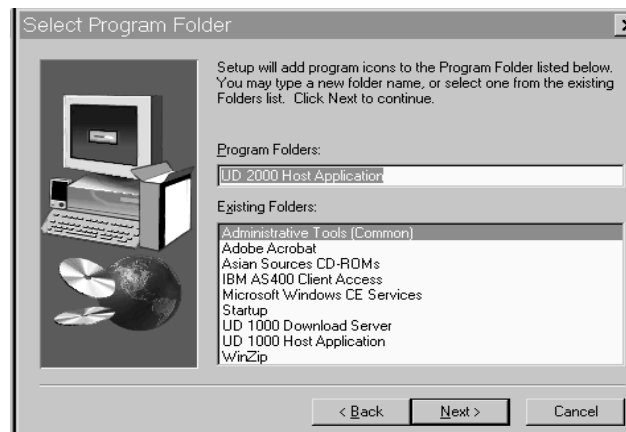 Select Program Folder
Setup will add program icons to the Program Folder listed below.
You may type a new folder name, or select one from the existing
Folders list. Click Next to continue.
Program Folders:
UD 2000 Host Application
Existing Folders:
Administrative Tools (Common)
Adobe Acrobat
Asian Sources CD-ROMs
IBM AS400 Client Access
Microsoft Windows CE Services
Startup
UD 1000 Download Server
UD 1000 Host Application
WinZip
< Back
Next >
Cancel